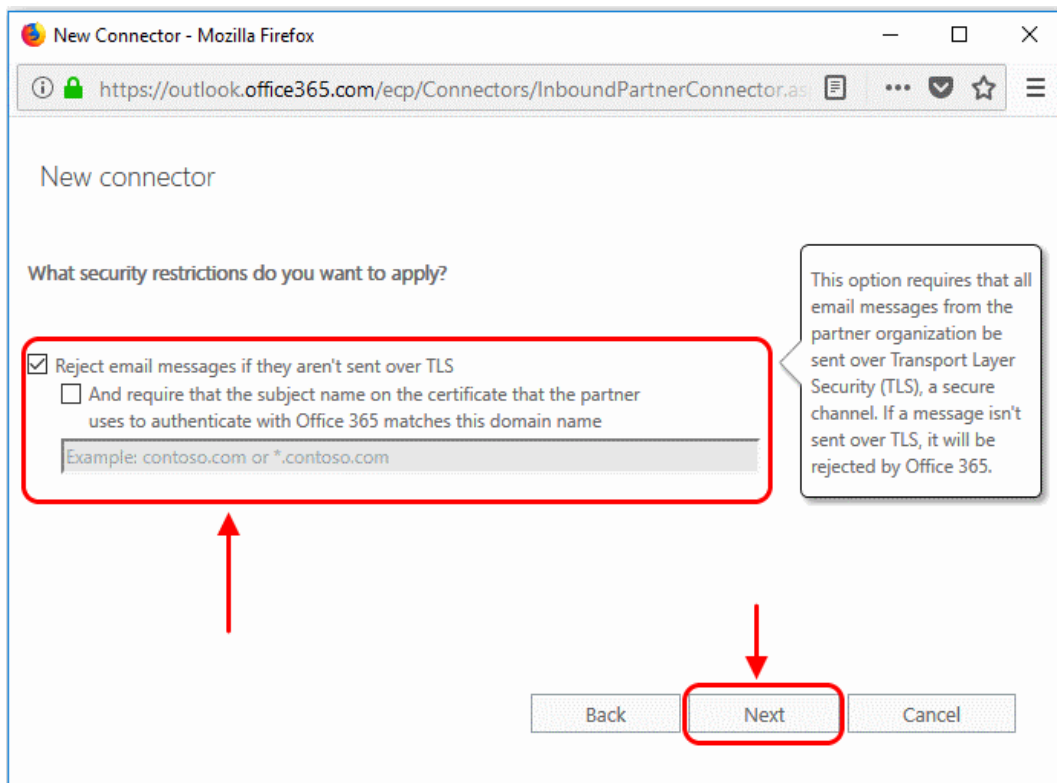 New Connector - Mozilla Firefox
https://outlook.office365.com/ecp/Connectors/InboundPartnerConnector.as
New connector
What security restrictions do you want to apply?
Reject email messages if they aren't sent over TLS
And require that the subject name on the certificate that the partner
uses to authenticate with Office 365 matches this domain name
Example: contoso.com or *.contoso.com
This option requires that all
email messages from the
partner organization be
sent over Transport Layer
Security (TLS), a secure
channel. If a message isn't
sent over TLS, it will be
rejected by Office 365.
Back
Next
Cancel